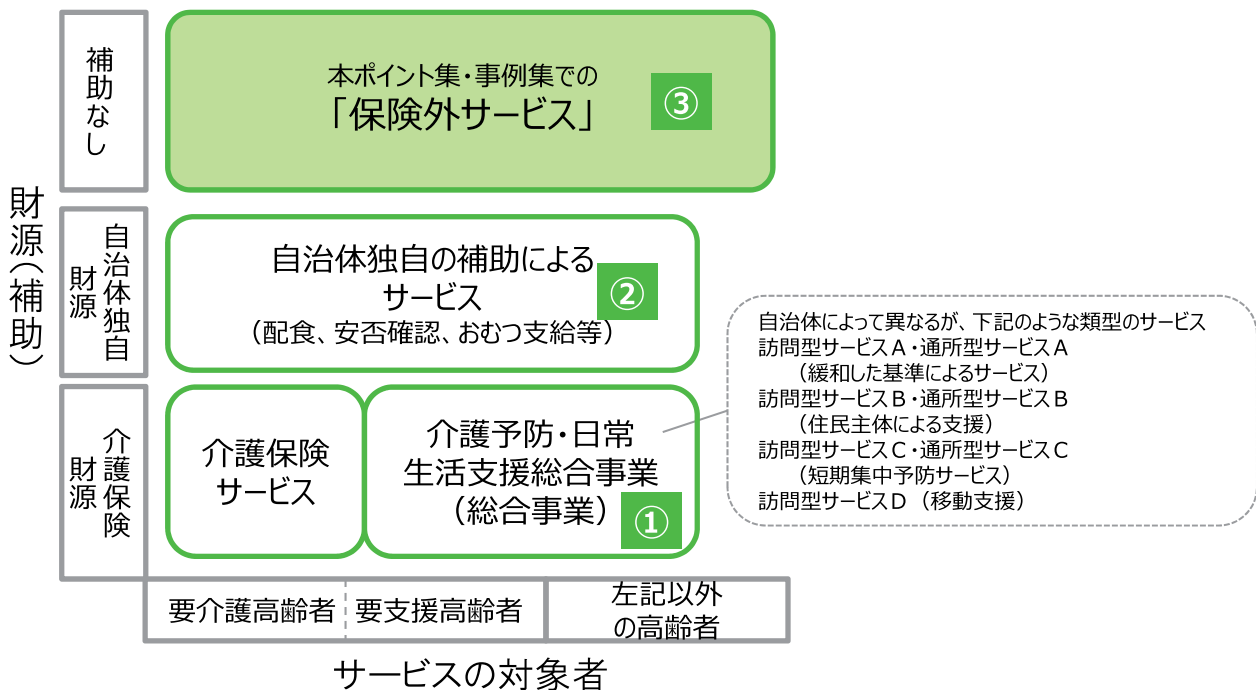 財源（補助）
補助なし
本ポイント集・事例集での
「保険外サービス」
③
自治体独自
財源
自治体独自の補助による
サービス
（配食、安否確認、おむつ支給等）
②
介護保険
財源
介護保険
サービス
介護予防・日常
生活支援総合事業
（総合事業）
①
自治体によって異なるが、下記のような類型のサービス
訪問型サービスA・通所型サービスA
（緩和した基準によるサービス）
訪問型サービスB・通所型サービスB
（住民主体による支援）
訪問型サービスC・通所型サービスC
（短期集中予防サービス）
訪問型サービスD（移動支援）
要介護高齢者
要支援高齢者
左記以外
の高齢者
サービスの対象者